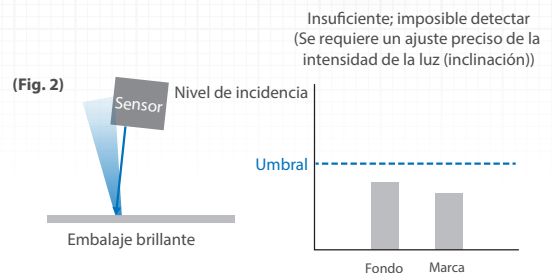 Insuficiente; imposible detectar
(Se requiere un ajuste preciso de la
intensidad de la luz (inclinación))
(Fig. 2)
Sensor
Nivel de incidencia
Umbral
Embalaje brillante
Fondo
Marca